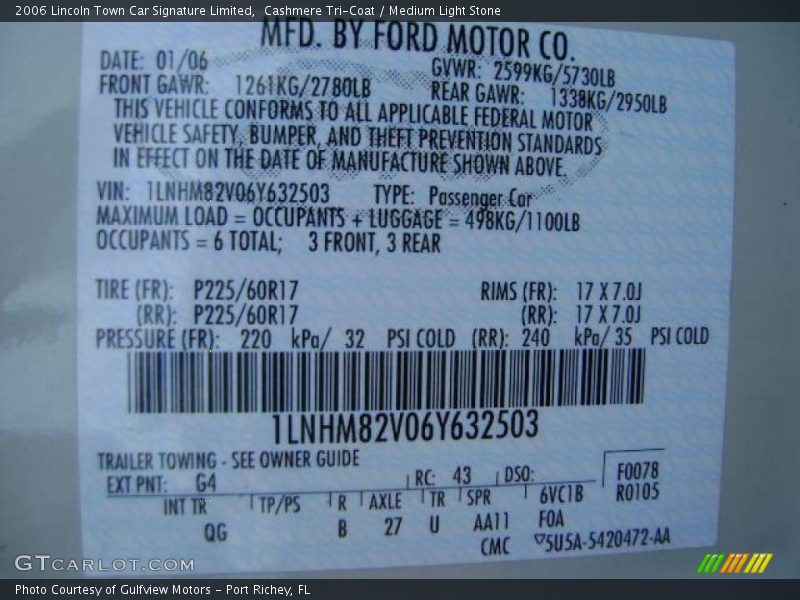 2006 Lincoln Town Car Signature Limited, Cashmere Tri-Coat / Medium Light Stone
MFD. BY FORD MOTOR CO.
DATE: 01/06 GVWR: 2599KG/5730LB
FRONT GAWR: 1261KG/2780LB REAR GAWR: 1338KG/2950LB
THIS VEHICLE CONFORMS TO ALL APPLICABLE FEDERAL MOTOR
VEHICLE SAFETY, BUMPER, AND THEFT PREVENTION STANDARDS
IN EFFECT ON THE DATE OF MANUFACTURE SHOWN ABOVE.
VIN: 1LNHM82V06Y632503 TYPE: Passenger Car
MAXIMUM LOAD = OCCUPANTS + LUGGAGE = 498KG/1100LB
OCCUPANTS = 6 TOTAL; 3 FRONT, 3 REAR
TIRE (FR): P225/60R17 RIMS (FR): 17 X 7.0J
(RR): P225/60R17 (RR): 17 X 7.0J
PRESSURE (FR): 220 kPa/ 32 PSI COLD (RR): 240 kPa/ 35 PSI COLD
1LNHM82V06Y632503
TRAILER TOWING - SEE OWNER GUIDE
EXT PNT: G4 RC: 43 DSO: F0078
INT TR TP/PS R AXLE TR SPR 6VC1B R0105
QG B 27 U AA11 FOA
CMC 5U5A-5420472-AA
GTCarLot.com
Photo Courtesy of Gulfview Motors - Port Richey, FL